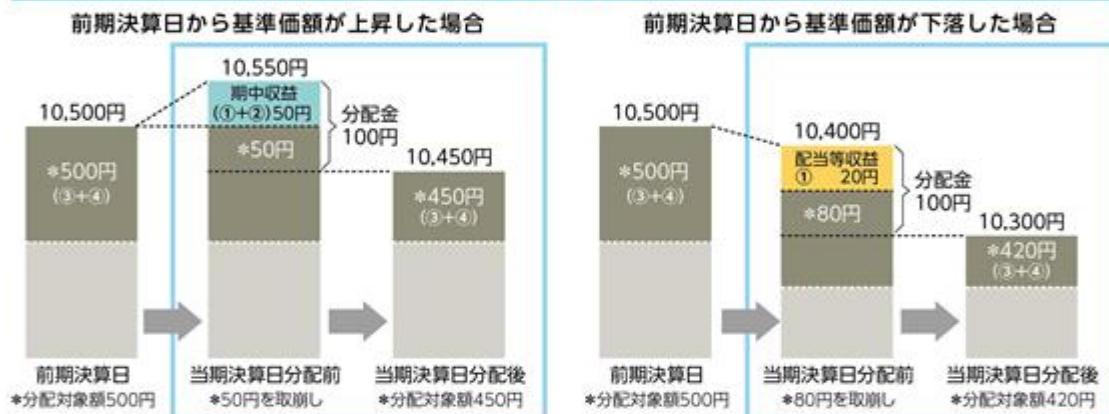 前期決算日から基準価額が上昇した場合
10,550円
期中収益
(①+②)50円
分配金
100円
10,500円
*500円
(③+④)
*50円
10,450円
*450円
(③+④)
前期決算日
*分配対象額500円
当期決算日分配前
*50円を取崩し
当期決算日分配後
*分配対象額450円
前期決算日から基準価額が下落した場合
10,500円
*500円
(③+④)
10,400円
配当等収益
① 20円
分配金
100円
*80円
10,300円
*420円
(③+④)
前期決算日
*分配対象額500円
当期決算日分配前
*80円を取崩し
当期決算日分配後
*分配対象額420円